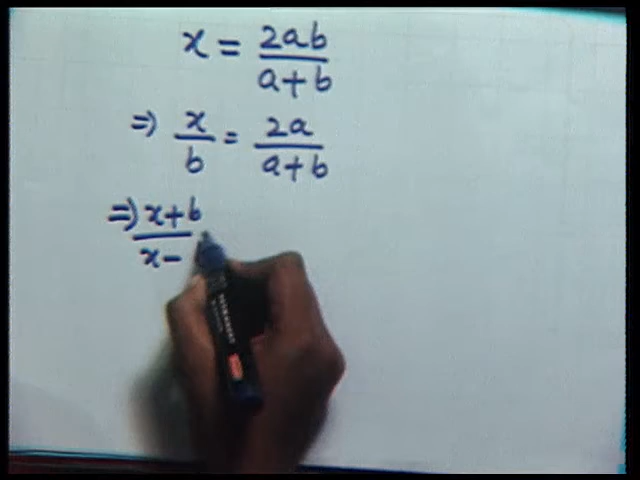 x = 2ab/a+b
=> x/b = 2a/a+b
=> x+b/x-